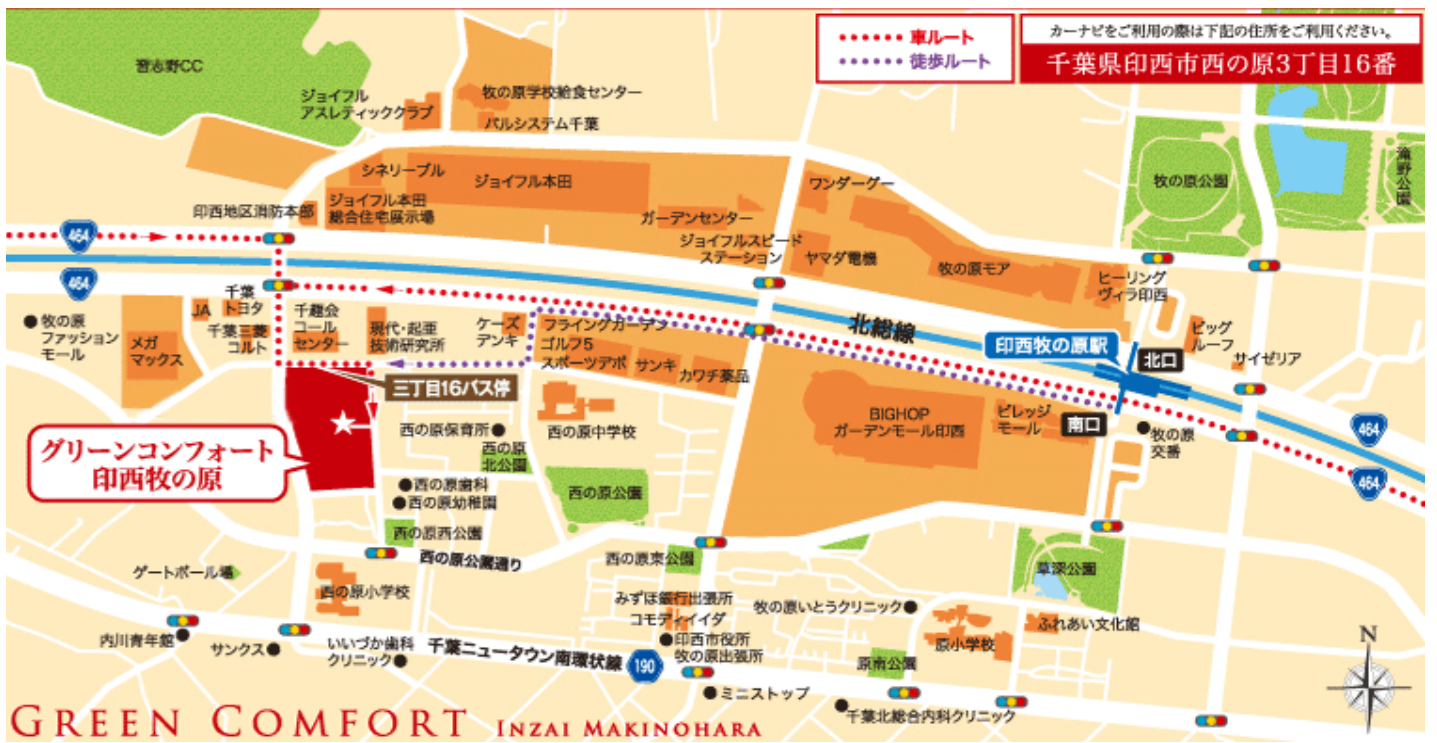 車ルート
徒歩ルート
カーナビをご利用の際は下記の住所をご利用ください。
千葉県印西市西の原3丁目16番
習志野CC
ジョイフル
アスレティッククラブ
牧の原学校給食センター
パルシステム千葉
シネリーブル
ジョイフル本田
ワンダーグー
牧の原公園
滝野公園
印西地区消防本部
ジョイフル本田
総合住宅展示場
ガーデンセンター
ジョイフルスピード
ステーション
ヤマダ電機
牧の原モア
ヒーリング
ヴィラ印西
464
464
牧の原
ファッション
モール
メガ
マックス
JA
千葉
トヨタ
千葉三菱
コルト
千趣会
コール
センター
現代・起亜
技術研究所
ケーズ
デンキ
フライングガーデン
ゴルフ5
スポーツデポ
サンキ
カワチ薬品
北総線
印西牧の原駅
北口
ビッグ
ルーフ
サイゼリア
三丁目16バス停
BIGHOP
ガーデンモール印西
ビレッジ
モール
南口
牧の原
交番
464
464
グリーンコンフォート
印西牧の原
西の原保育所
西の原
北公園
西の原中学校
西の原歯科
西の原幼稚園
西の原公園
西の原西公園
西の原公園通り
西の原東公園
草深公園
ゲートボール場
西の原小学校
みずほ銀行出張所
コモディイイダ
印西市役所
牧の原出張所
牧の原いとうクリニック
原小学校
ふれあい文化館
原南公園
内川青年館
サンクス
いいづか歯科
クリニック
千葉ニュータウン南環状線
190
ミニストップ
千葉北総合内科クリニック
N
GREEN COMFORT INZAI MAKINOHARA